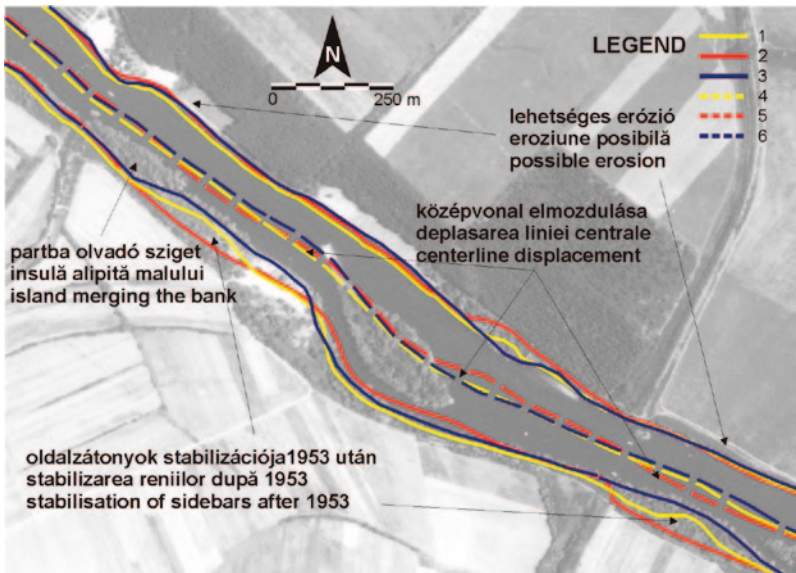 N
0 250 m
LEGEND
1
2
3
4
5
6
lehetséges erózió
eroziune posibilă
possible erosion
középvonal elmozdulása
deplasarea liniei centrale
centerline displacement
partba olvadó sziget
insulă alipită malului
island merging the bank
oldalzátonyok stabilizációja1953 után
stabilizarea reniilor după 1953
stabilisation of sidebars after 1953